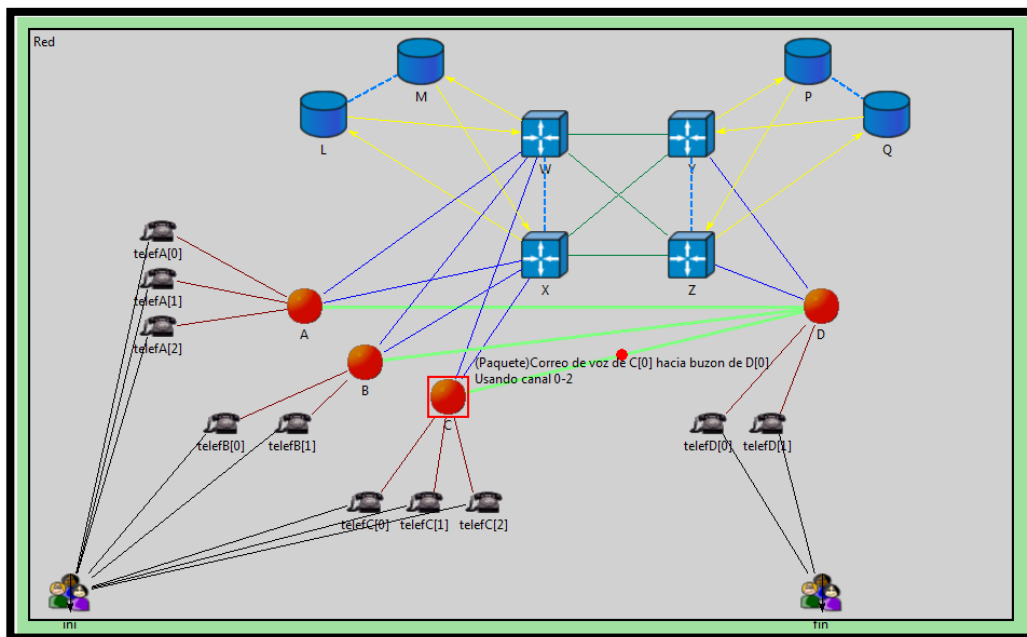 Red
M
P
L
Q
W
Y
telefA[0]
X
Z
telefA[1]
telefA[2]
A
D
(Paquete)Correo de voz de C[0] hacia buzon de D[0]
Usando canal 0-2
B
C
telefB[0]
telefB[1]
telefD[0]
telefD[1]
telefC[0]
telefC[1]
telefC[2]
ini
fin